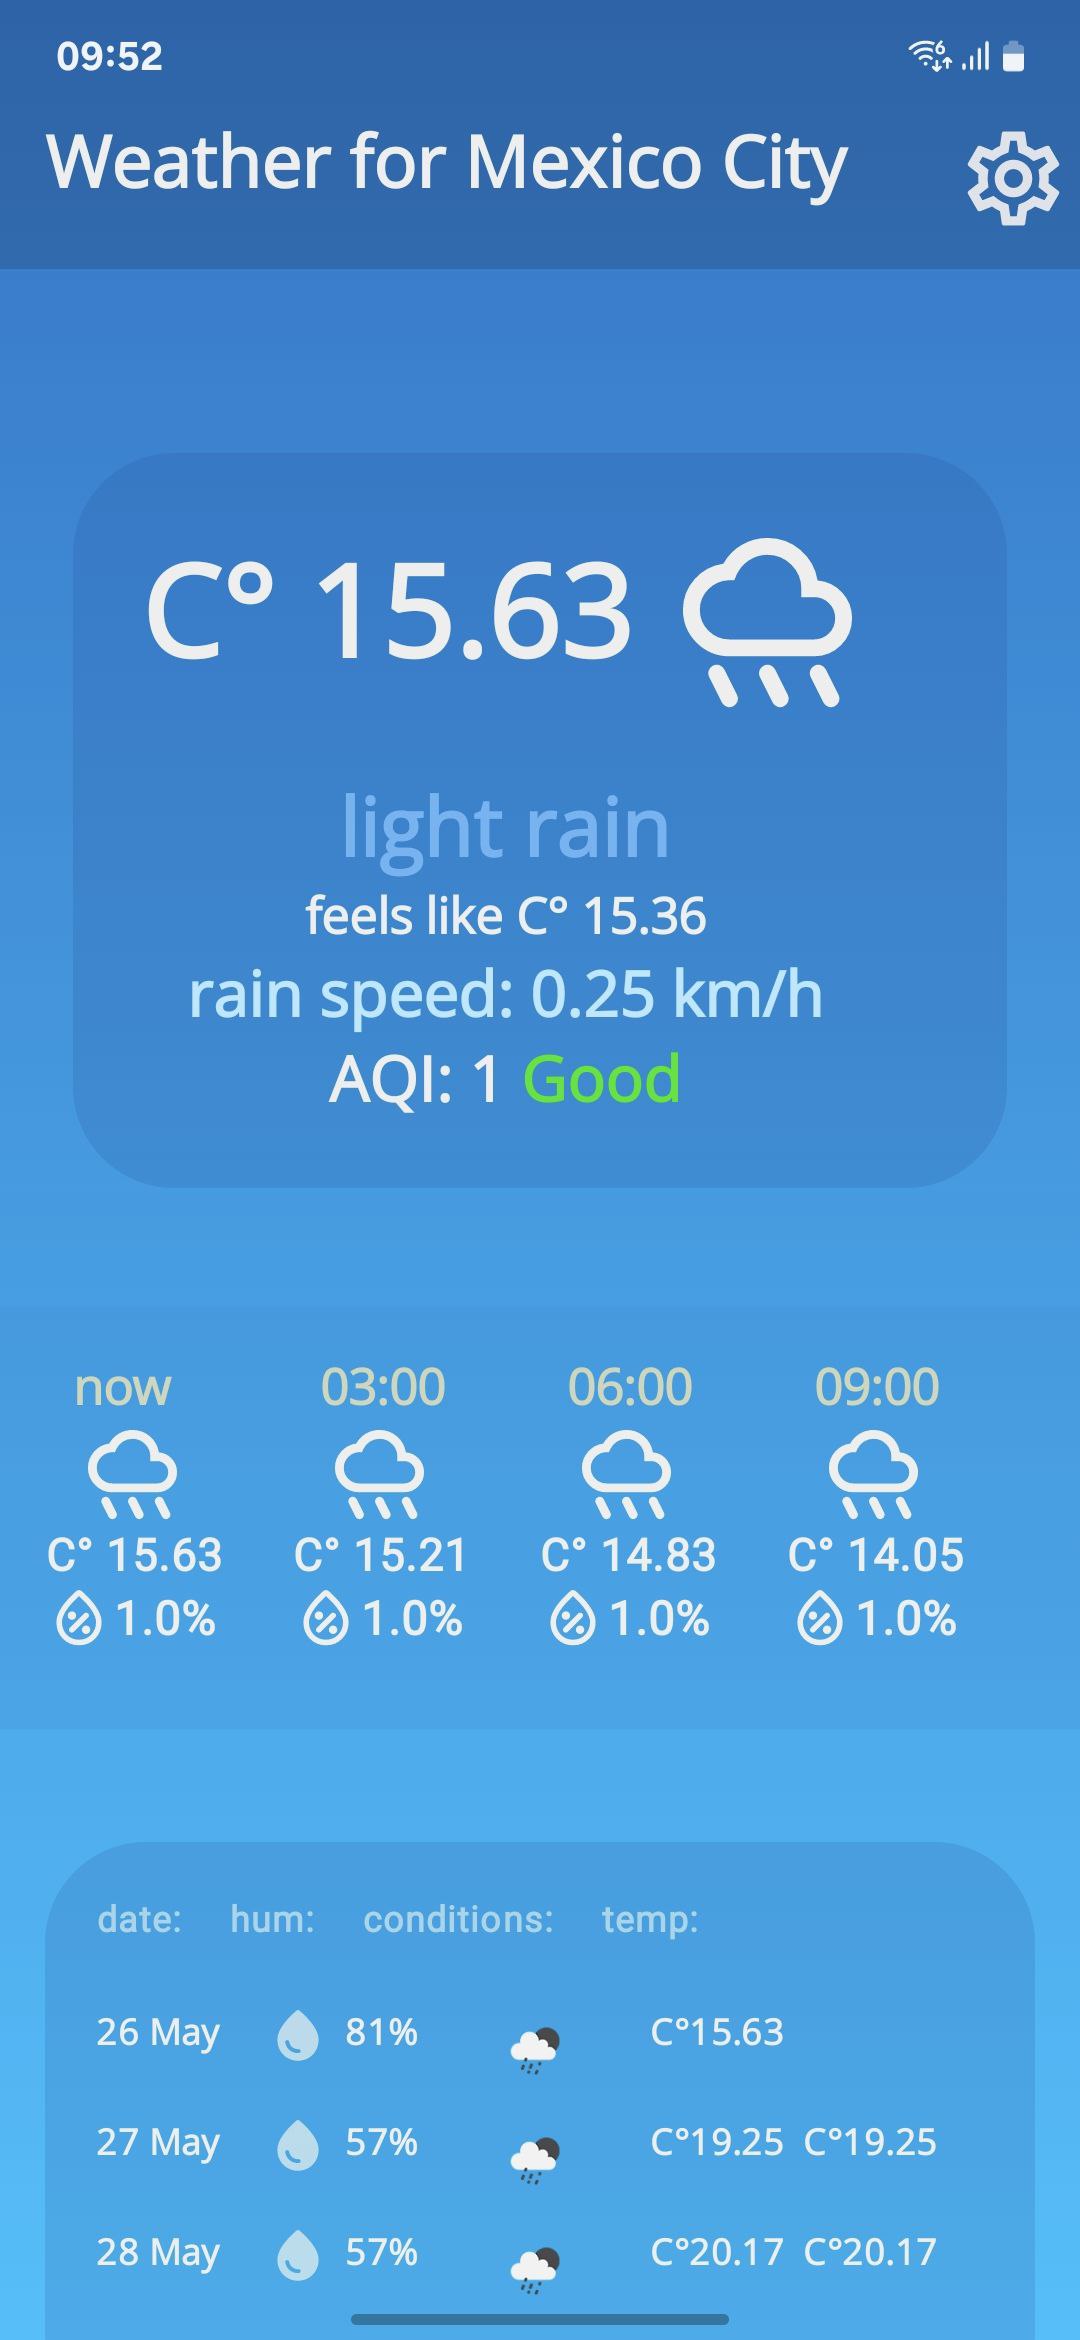 09:52
6
Weather for Mexico City
C° 15.63
light rain
feels like C° 15.36
rain speed: 0.25 km/h
AQI: 1 Good
now 03:00 06:00 09:00
C° 15.63 C° 15.21 C° 14.83 C° 14.05
1.0% 1.0% 1.0% 1.0%
date: hum: conditions: temp:
26 May 81% C°15.63
27 May 57% C°19.25 C°19.25
28 May 57% C°20.17 C°20.17